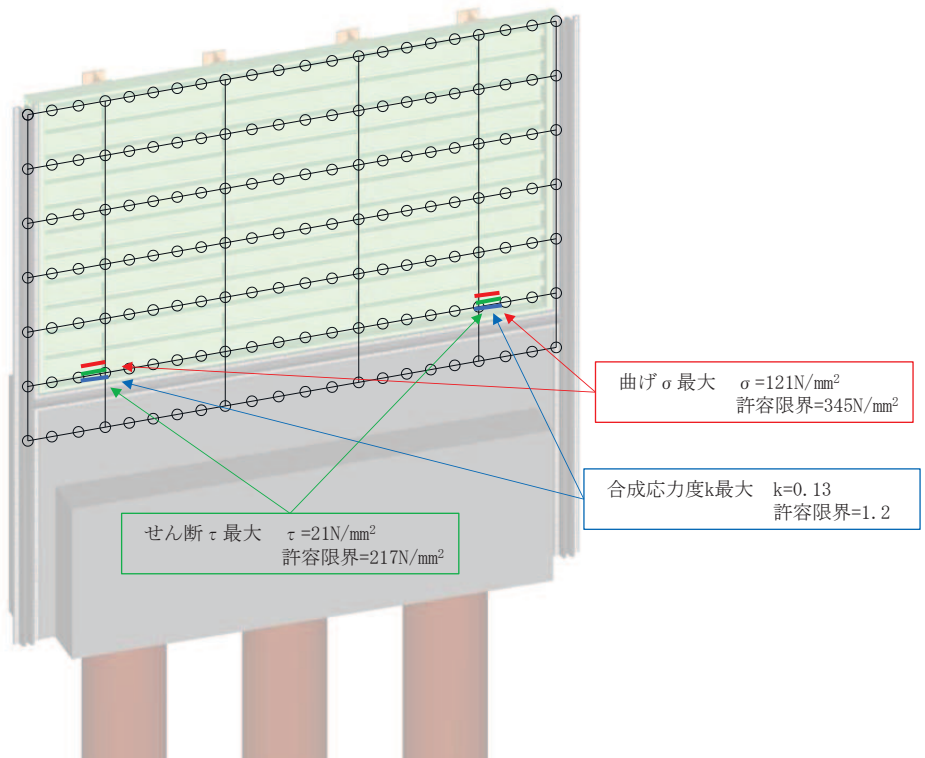 曲げσ最大 σ=121N/mm²
許容限界=345N/mm²
合成応力度k最大 k=0.13
許容限界=1.2
せん断τ最大 τ=21N/mm²
許容限界=217N/mm²